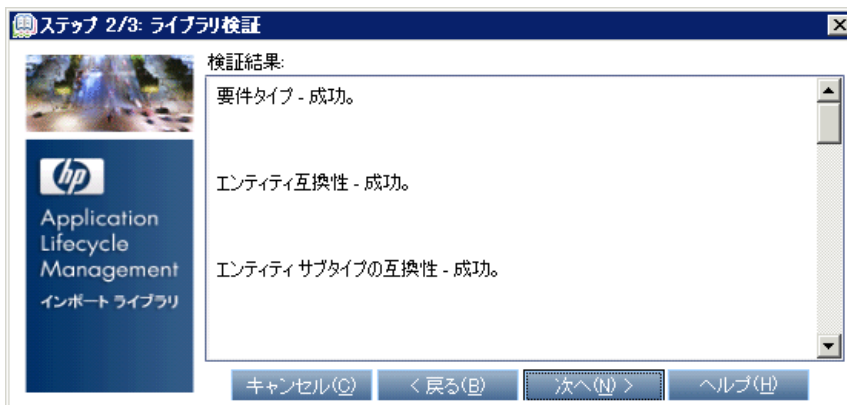 ステップ 2/3: ライブラリ検証
検証結果:
要件タイプ - 成功。
エンティティ互換性 - 成功。
エンティティ サブタイプの互換性 - 成功。
hp
Application
Lifecycle
Management
インポート ライブラリ
キャンセル(C)
< 戻る(B)
次へ(N) >
ヘルプ(H)